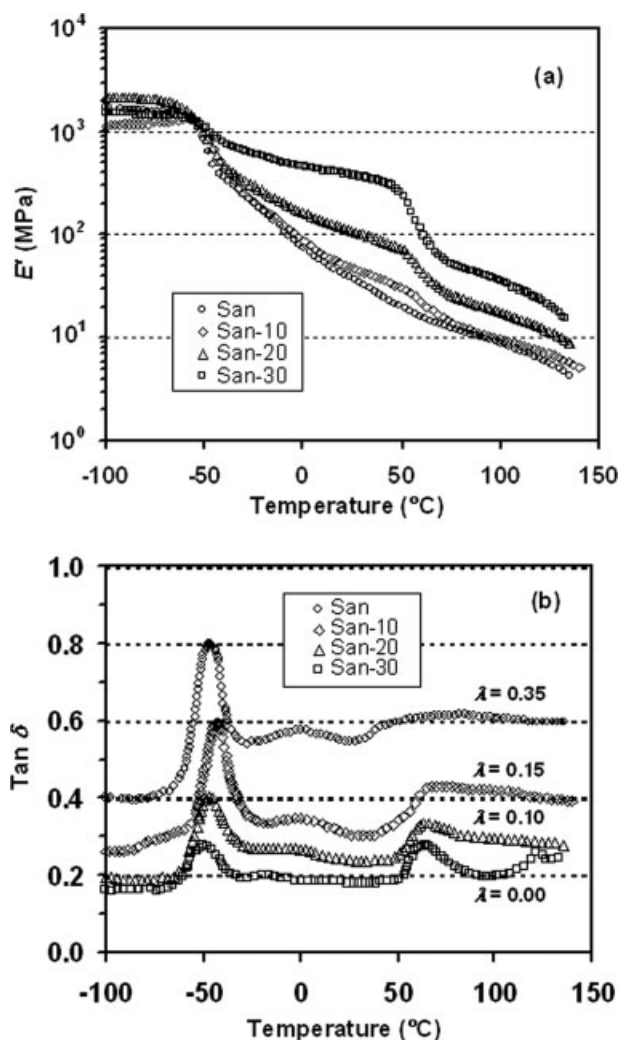 10⁴
(a)
10³
E' (MPa)
10²
San
San-10
San-20
San-30
10¹
10⁰
-100 -50 0 50 100 150
Temperature (ºC)
1.0
(b)
San
San-10
San-20
San-30
0.8
λ = 0.35
0.6
Tan δ
λ = 0.15
0.4
λ = 0.10
0.2
λ = 0.00
0.0
-100 -50 0 50 100 150
Temperature (ºC)